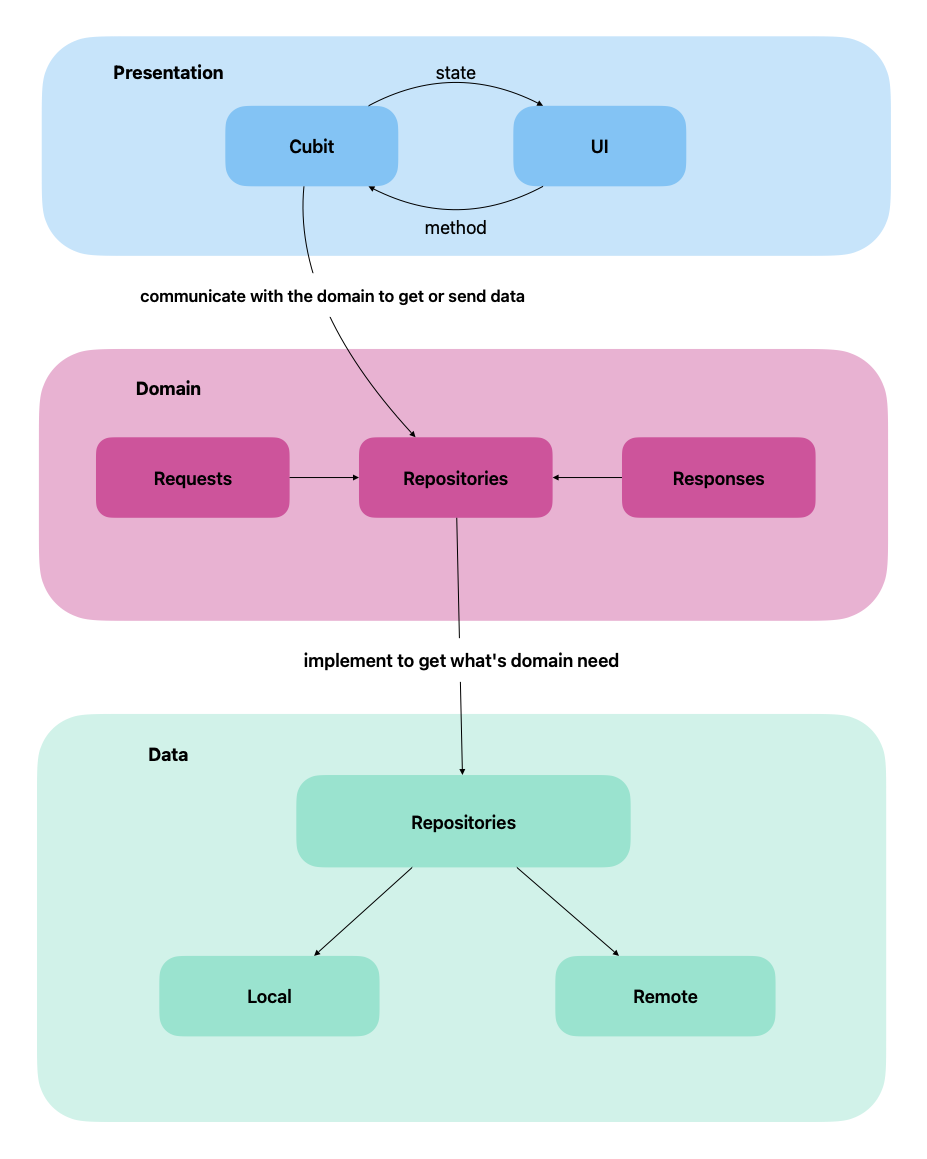 Presentation
state
Cubit
UI
method
communicate with the domain to get or send data
Domain
Requests
Repositories
Responses
implement to get what's domain need
Data
Repositories
Local
Remote